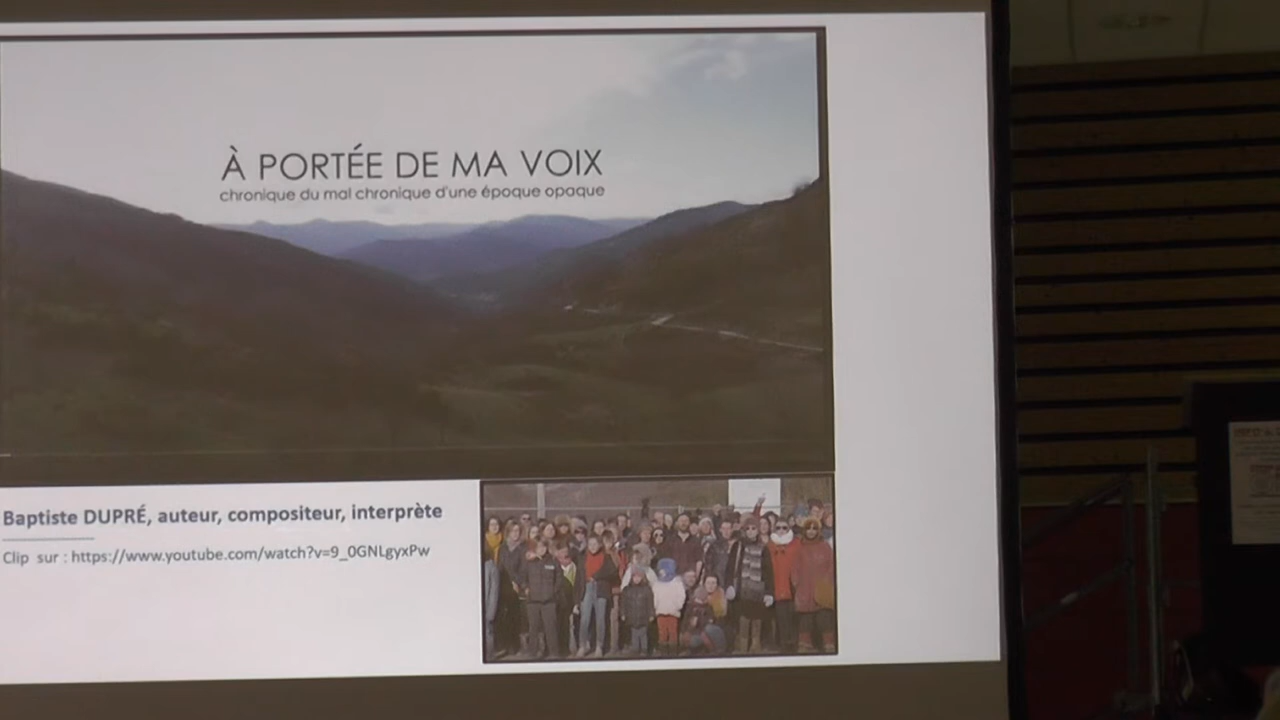 À PORTÉE DE MA VOIX
chronique du mal chronique d'une époque opaque
Baptiste DUPRÉ, auteur, compositeur, interprète
Clip sur : https://www.youtube.com/watch?v=9_0GNLgyxPw